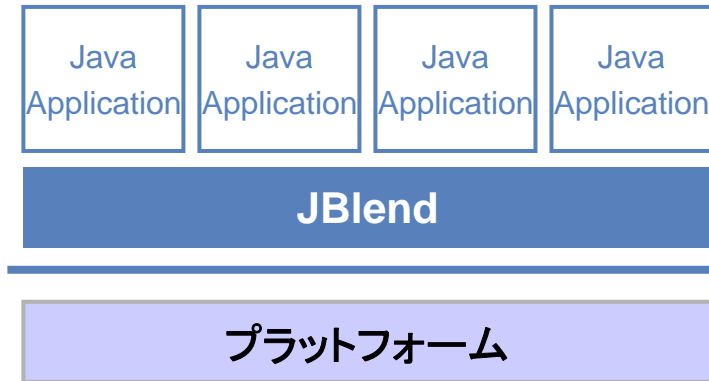 Java
Application
Java
Application
Java
Application
Java
Application
JBlend
プラットフォーム